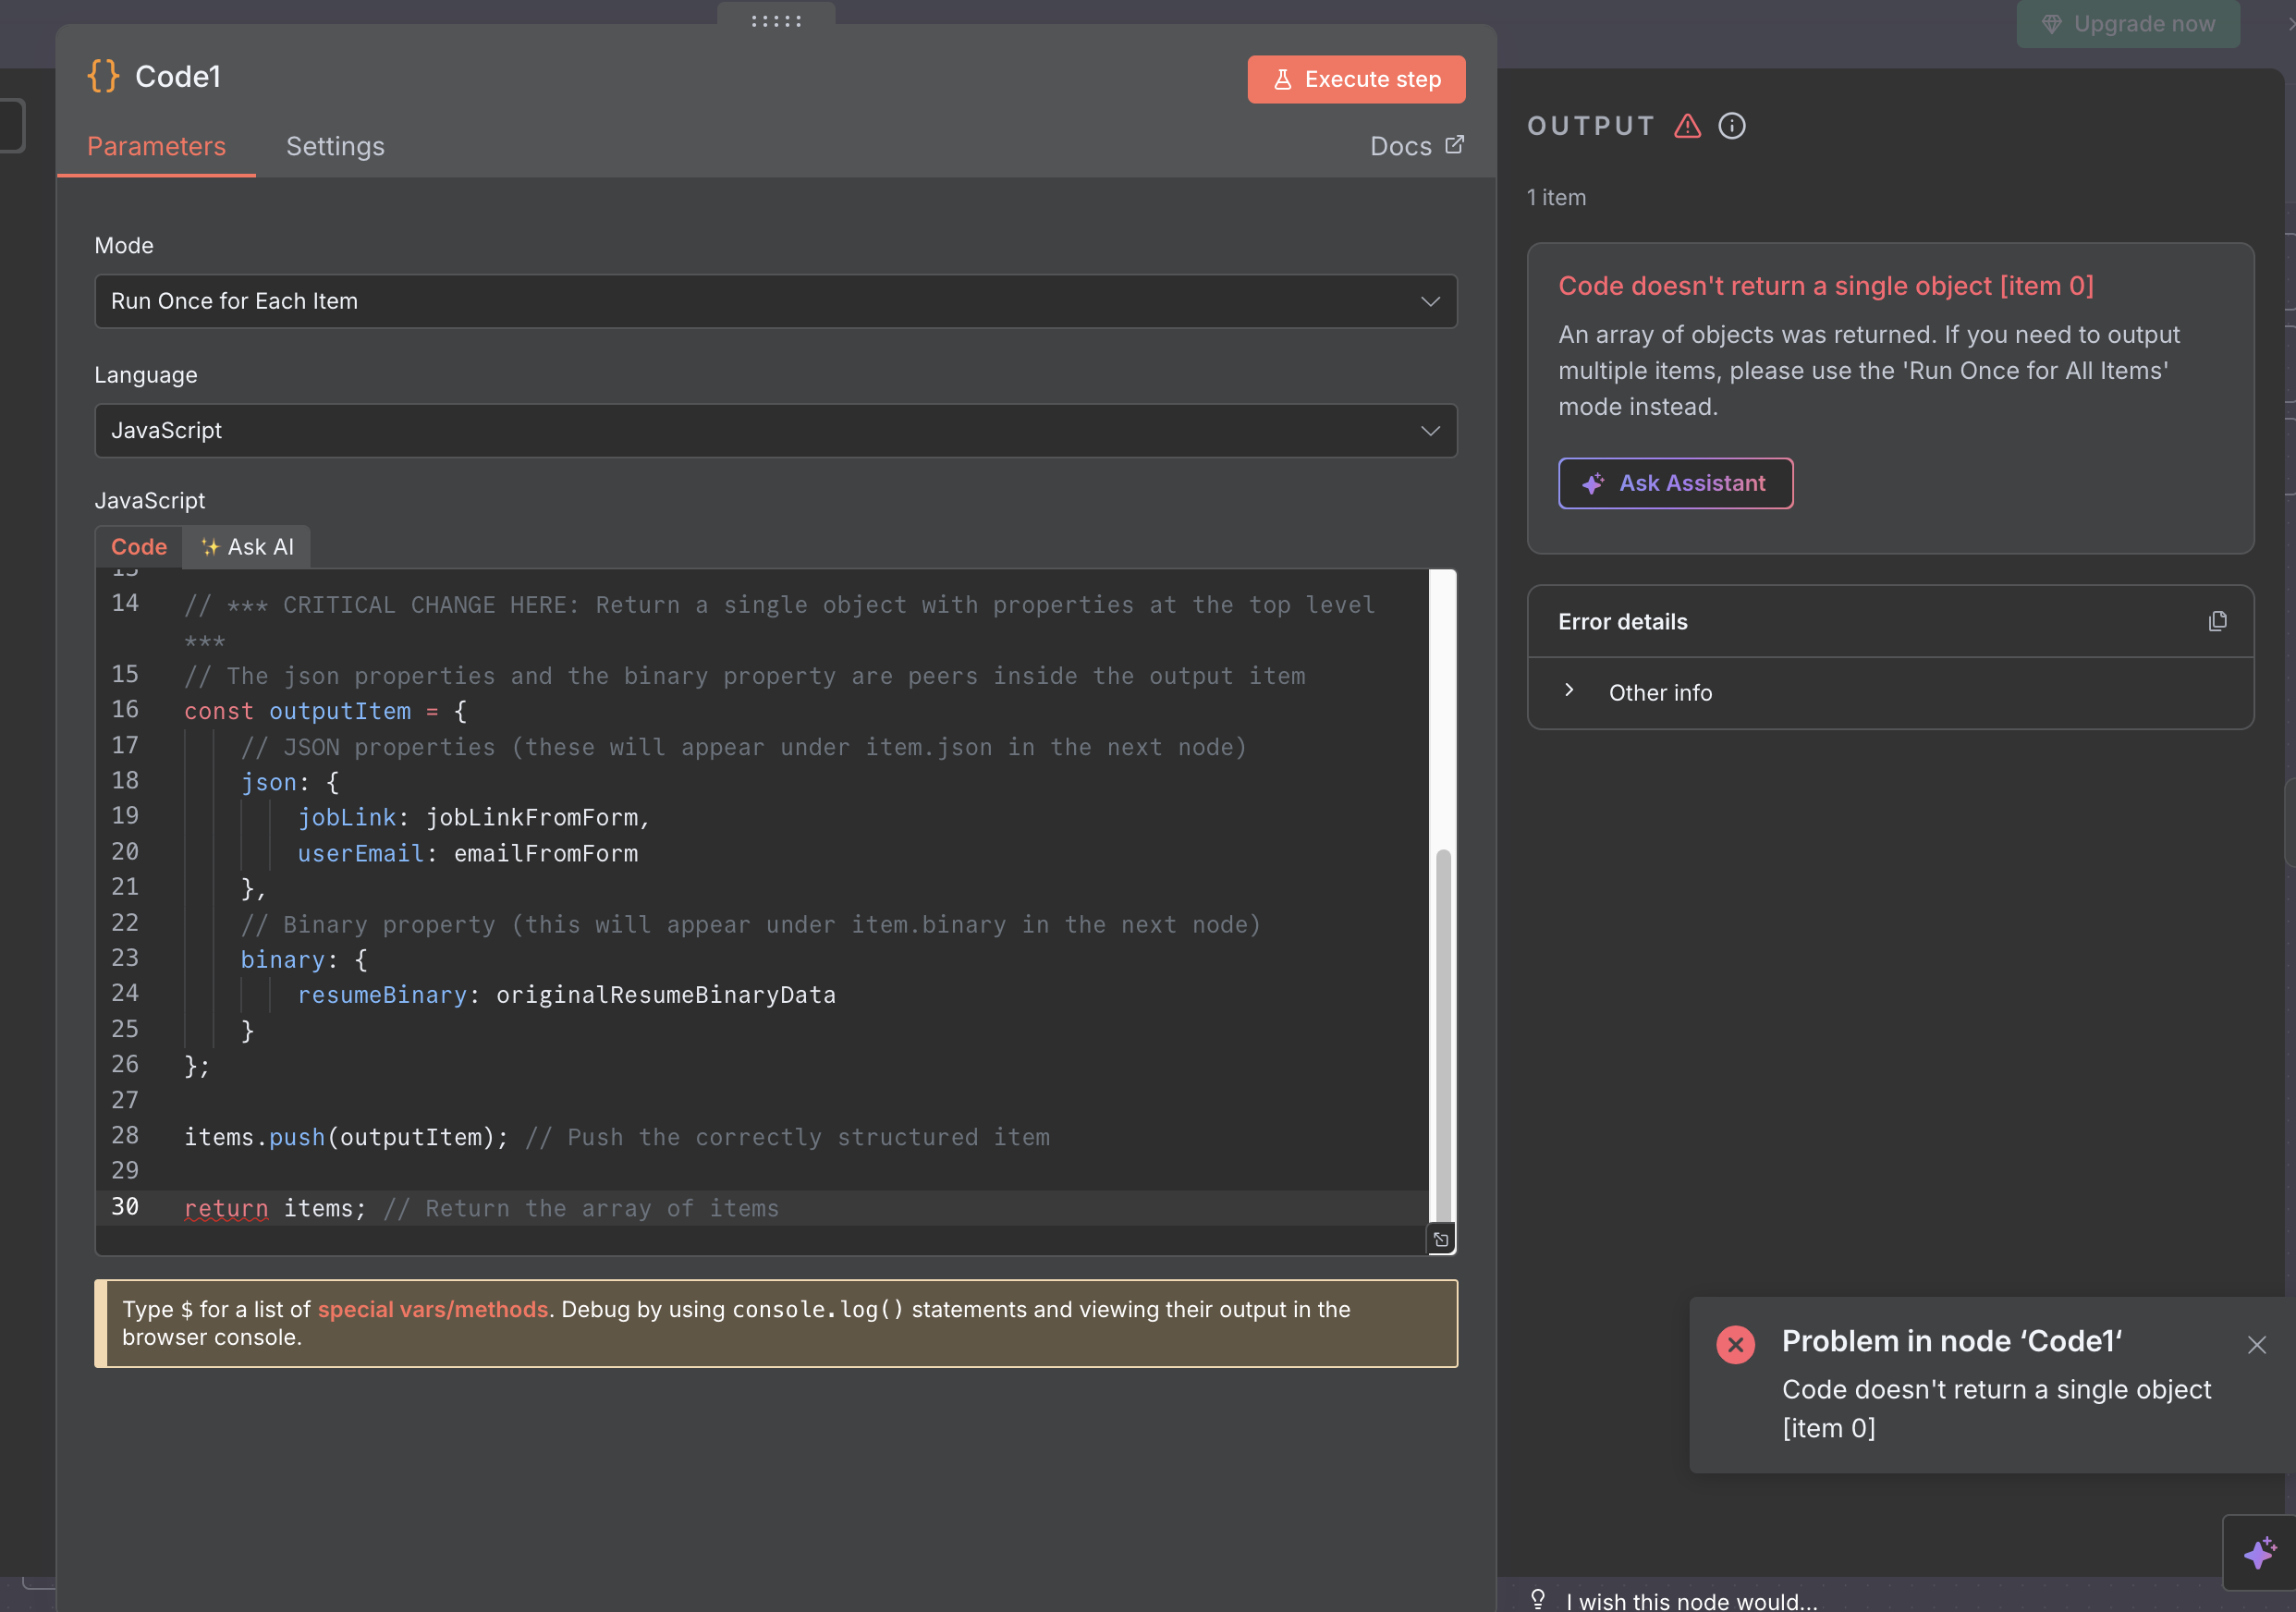 Upgrade now
{} Code1
Execute step
Parameters
Settings
Docs
Mode
Run Once for Each Item
Language
JavaScript
JavaScript
Code
✨ Ask AI
14 // *** CRITICAL CHANGE HERE: Return a single object with properties at the top level
***
15 // The json properties and the binary property are peers inside the output item
16 const outputItem = {
17 // JSON properties (these will appear under item.json in the next node)
18 json: {
19 jobLink: jobLinkFromForm,
20 userEmail: emailFromForm
21 },
22 // Binary property (this will appear under item.binary in the next node)
23 binary: {
24 resumeBinary: originalResumeBinaryData
25 }
26 };
27
28 items.push(outputItem); // Push the correctly structured item
29
30 return items; // Return the array of items
Type $ for a list of special vars/methods. Debug by using console.log() statements and viewing their output in the
browser console.
OUTPUT
1 item
Code doesn't return a single object [item 0]
An array of objects was returned. If you need to output
multiple items, please use the 'Run Once for All Items'
mode instead.
Ask Assistant
Error details
Other info
Problem in node ‘Code1‘
Code doesn't return a single object
[item 0]
I wish this node would...